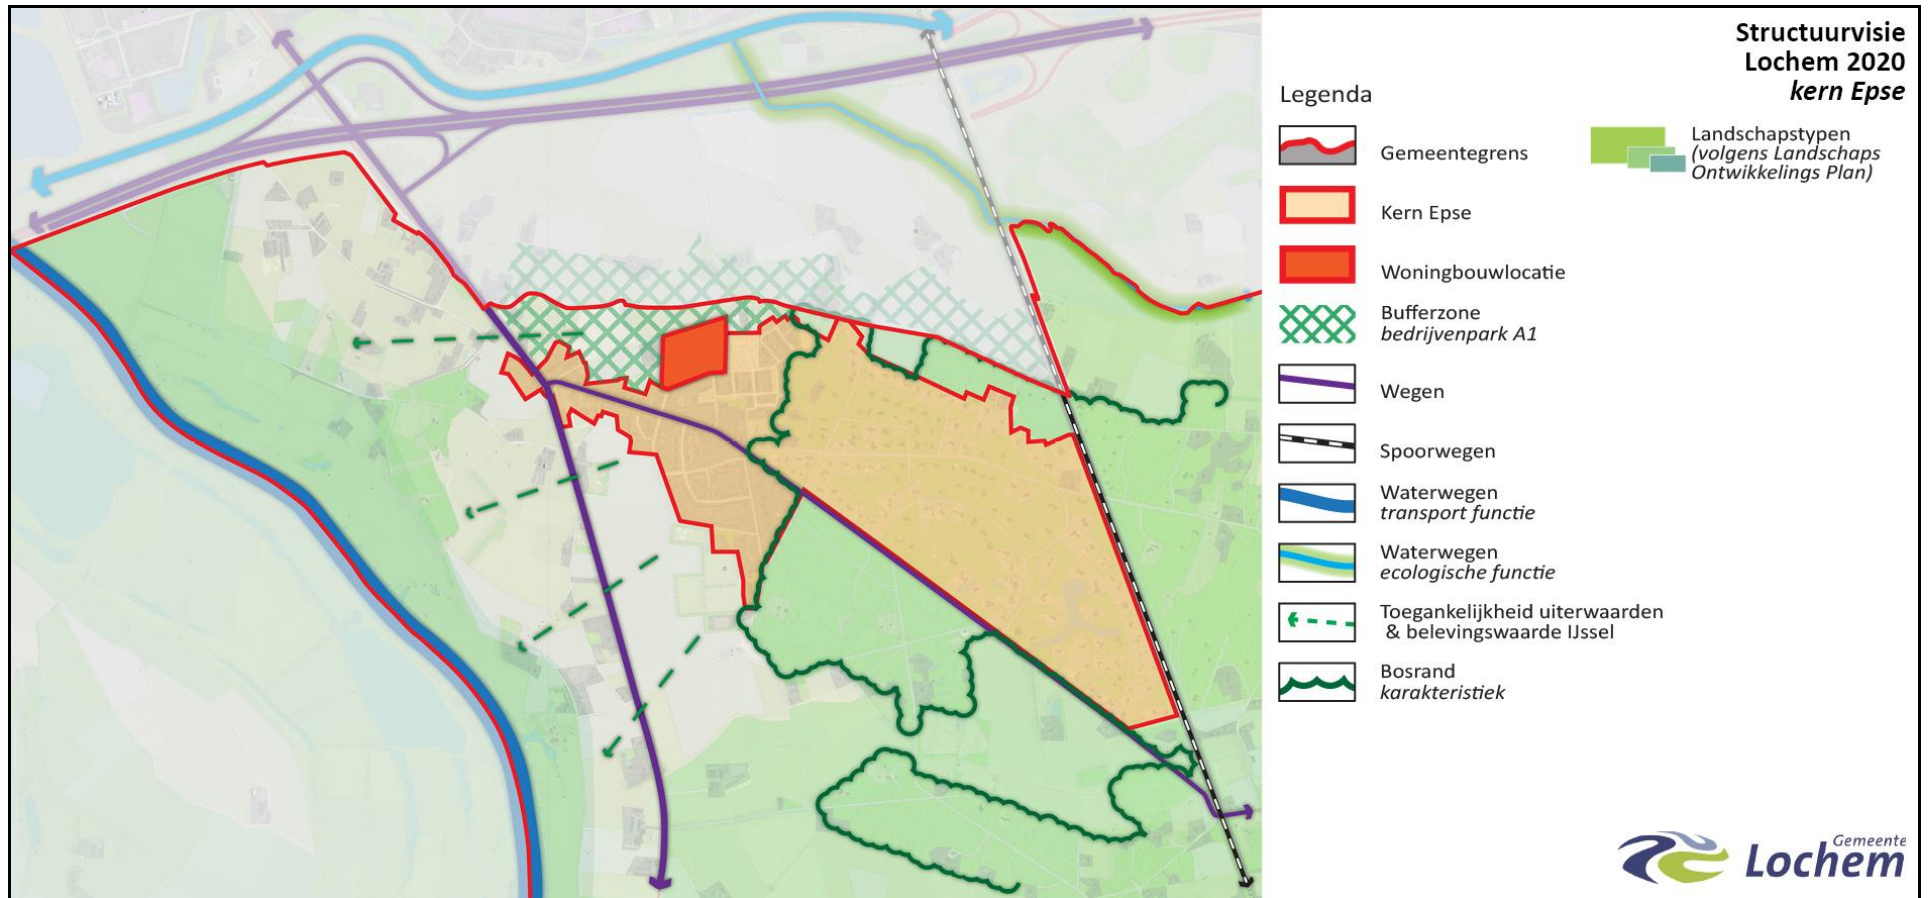 Structuurvisie
Lochem 2020
kern Epse
Legenda
Gemeentegrens
Kern Epse
Woningbouwlocatie
Bufferzone
bedrijvenpark A1
Wegen
Spoorwegen
Waterwegen
transport functie
Waterwegen
ecologische functie
Toegankelijkheid uiterwaarden
& belevingswaarde IJssel
Bosrand
karakteristiek
Landschapstypen
(volgens Landschaps
Ontwikkelings Plan)
Gemeente
Lochem